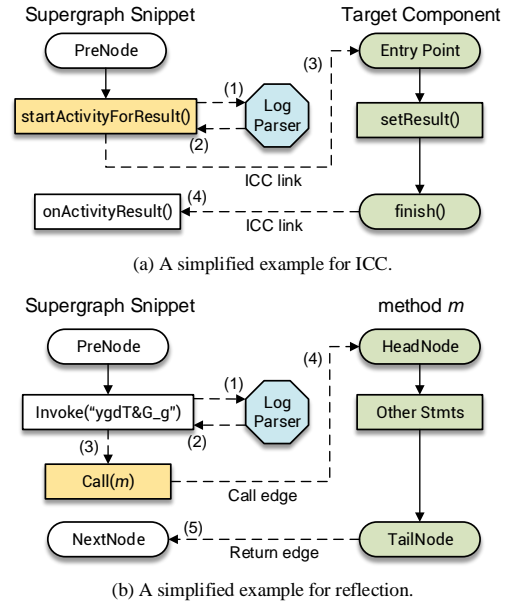 Supergraph Snippet
Target Component
PreNode
(1)
(3)
Entry Point
startActivityForResult()
Log
Parser
(2)
setResult()
ICC link
(4)
onActivityResult()
finish()
ICC link
(a) A simplified example for ICC.
Supergraph Snippet
method m
PreNode
(1)
(4)
HeadNode
Invoke("ygdT&G_g")
Log
Parser
(2)
Other Stmts
(3)
Call(m)
Call edge
(5)
NextNode
TailNode
Return edge
(b) A simplified example for reflection.